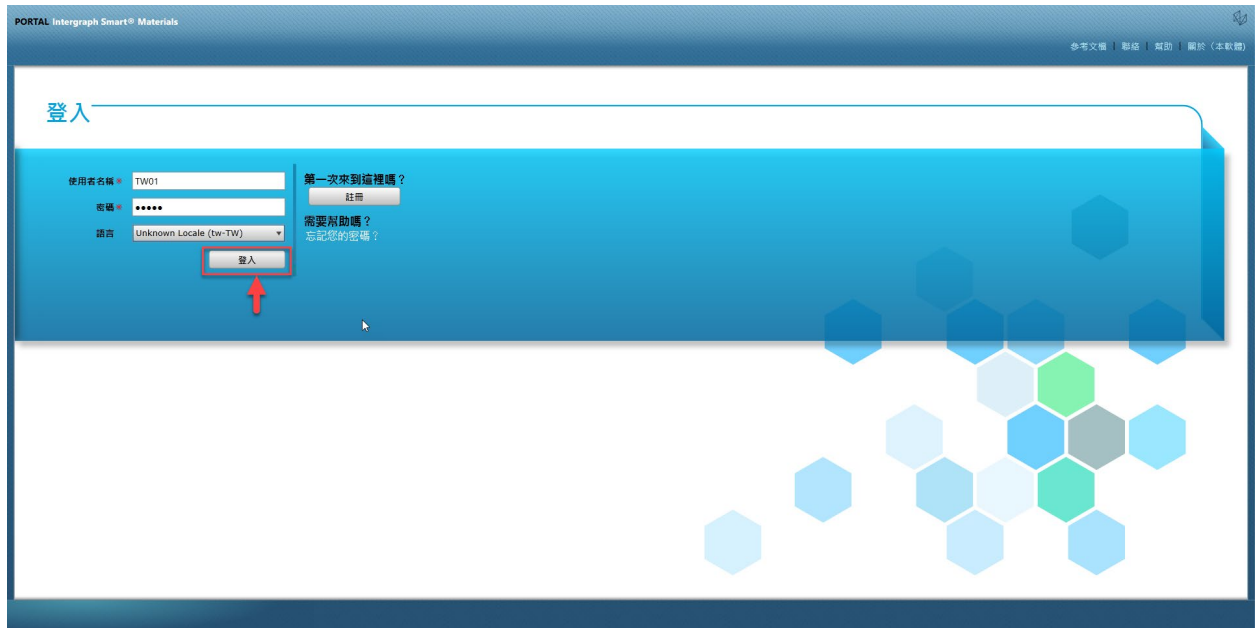 PORTAL Intergraph Smart® Materials
參考文檔 | 聯絡 | 幫助 | 關於（本軟體)
登入
使用者名稱* TW01
密碼* •••••
語言 Unknown Locale (tw-TW)
登入
第一次來到這裡嗎？
註冊
需要幫助嗎？
忘記您的密碼？